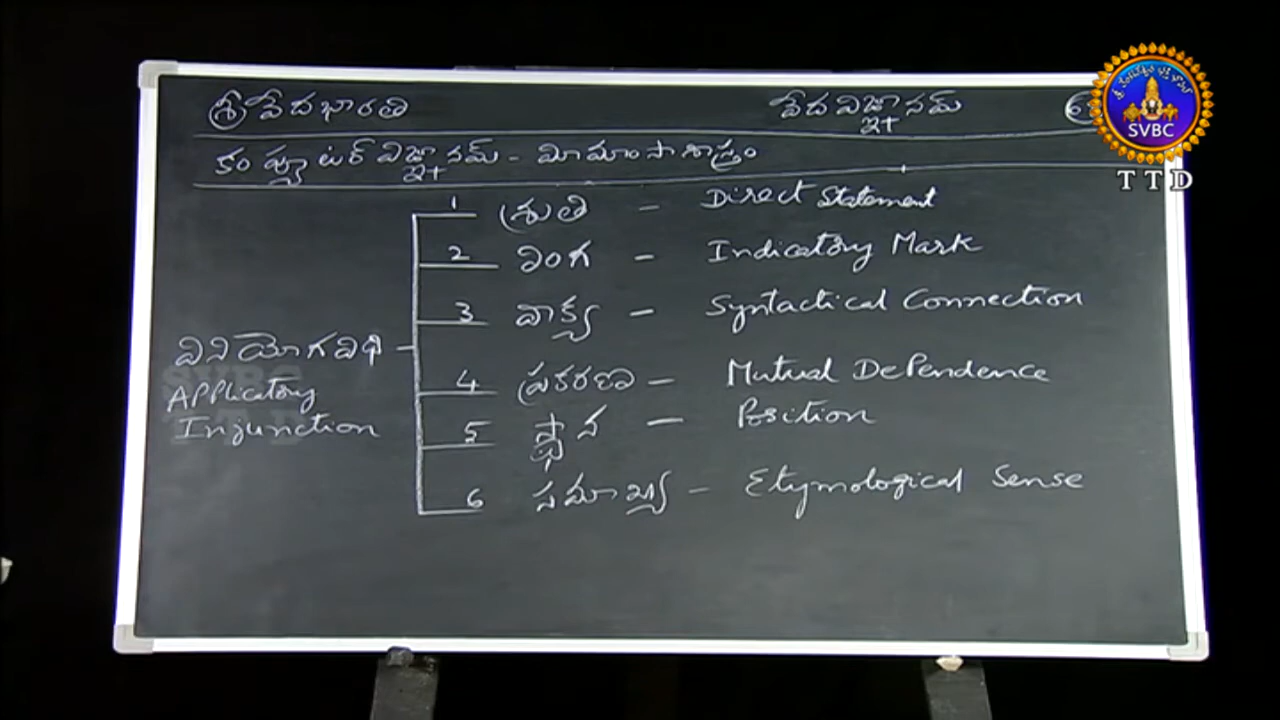 శ్రీ వేదభారతి వేదవిజ్ఞానమ్
కంప్యూటర్ విజ్ఞానమ్ - మీమాంసా శాస్త్రం
1 శ్రుతి - Direct Statement
2 లింగ - Indicatory Mark
3 వాక్య - Syntactical Connection
వినియోగవిధి
Applicatory
Injunction
4 ప్రకరణ - Mutual Dependence
5 స్థాన - Position
6 సమాఖ్య - Etymological Sense
SVBC
TTD